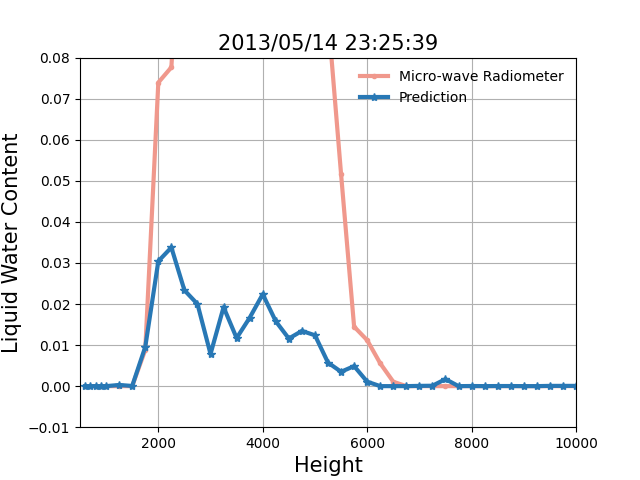 2013/05/14 23:25:39
Liquid Water Content
0.08
0.07
0.06
0.05
0.04
0.03
0.02
0.01
0.00
−0.01
Micro-wave Radiometer
Prediction
2000 4000 6000 8000 10000
Height